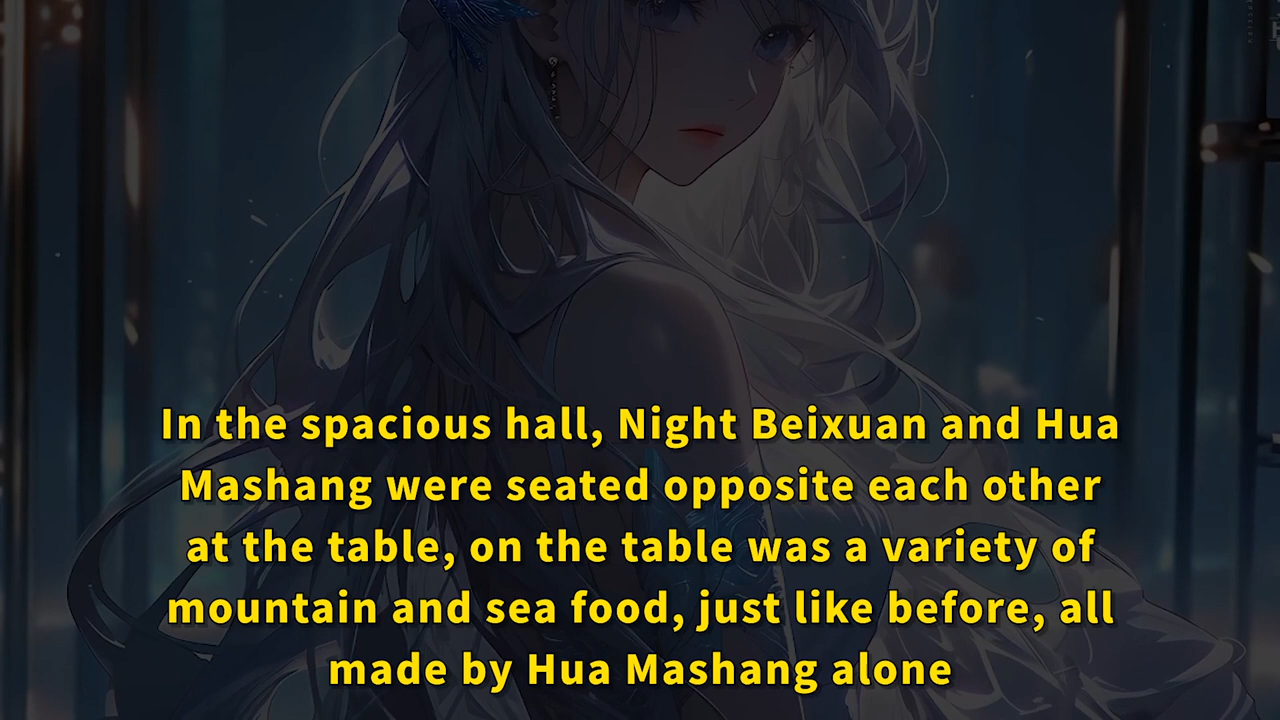 In the spacious hall, Night Beixuan and Hua
Mashang were seated opposite each other
at the table, on the table was a variety of
mountain and sea food, just like before, all
made by Hua Mashang alone